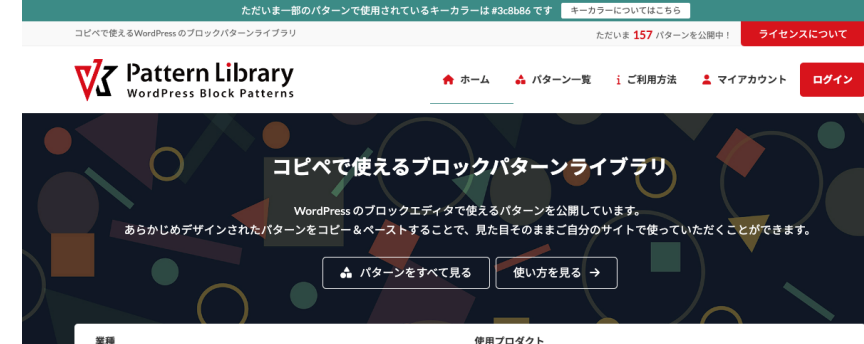 ただいま一部のパターンで使用されているキーカラーは #3c8b86 です キーカラーについてはこちら
コピペで使えるWordPress のブロックパターンライブラリ ただいま 157 パターンを公開中！ ライセンスについて
VK Pattern Library
WordPress Block Patterns
ホーム パターン一覧 ご利用方法 マイアカウント ログイン
コピペで使えるブロックパターンライブラリ
WordPress のブロックエディタで使えるパターンを公開しています。
あらかじめデザインされたパターンをコピー＆ペーストすることで、見た目そのままご自分のサイトで使っていただくことができます。
パターンをすべて見る 使い方を見る →
業種 使用プロダクト